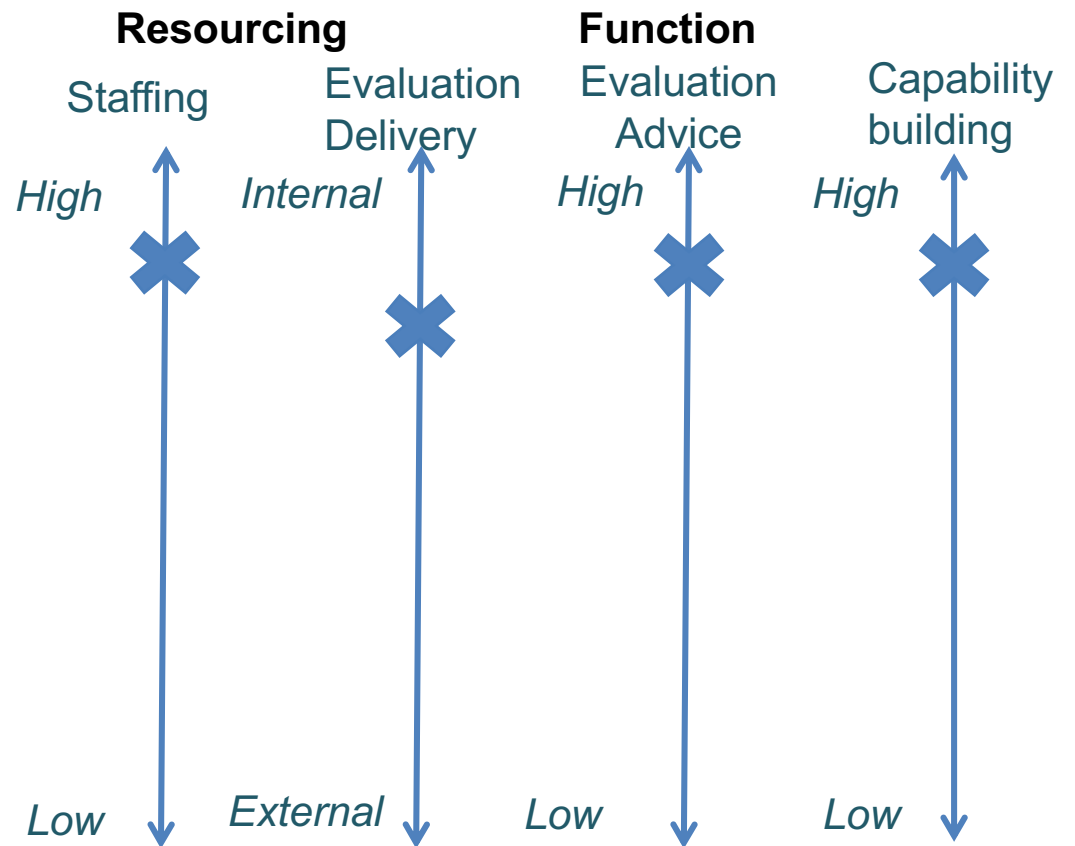 Resourcing
Function
Staffing
Evaluation
Delivery
Evaluation
Advice
Capability
building
High
Internal
High
High
Low
External
Low
Low